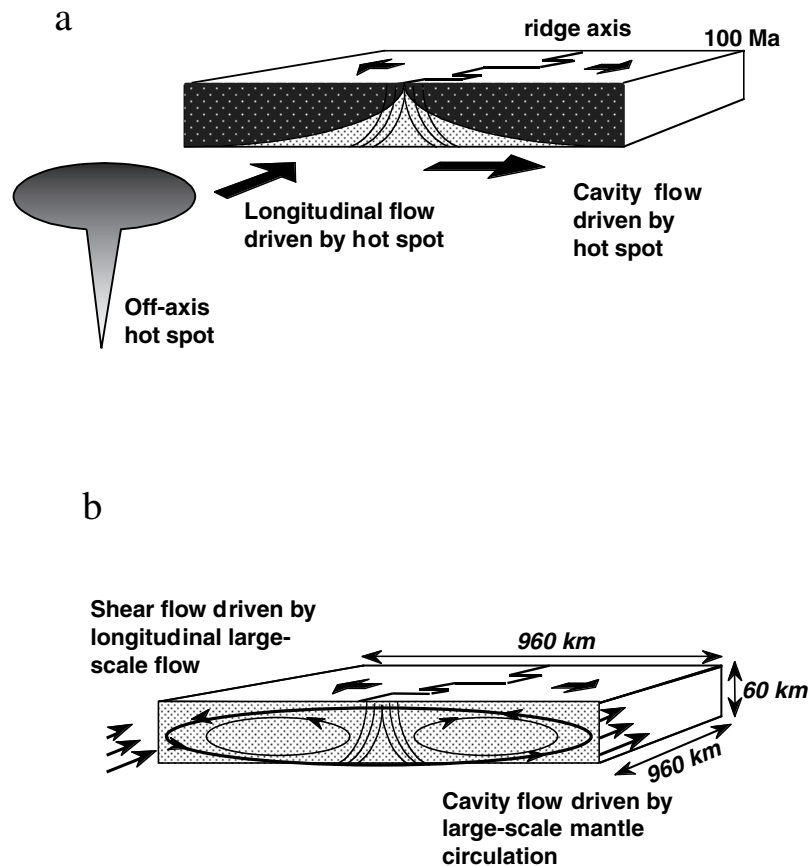 a
ridge axis
100 Ma
Longitudinal flow
driven by hot spot
Cavity flow
driven by
hot spot
Off-axis
hot spot
b
Shear flow driven by
longitudinal large-
scale flow
960 km
60 km
960 km
Cavity flow driven by
large-scale mantle
circulation